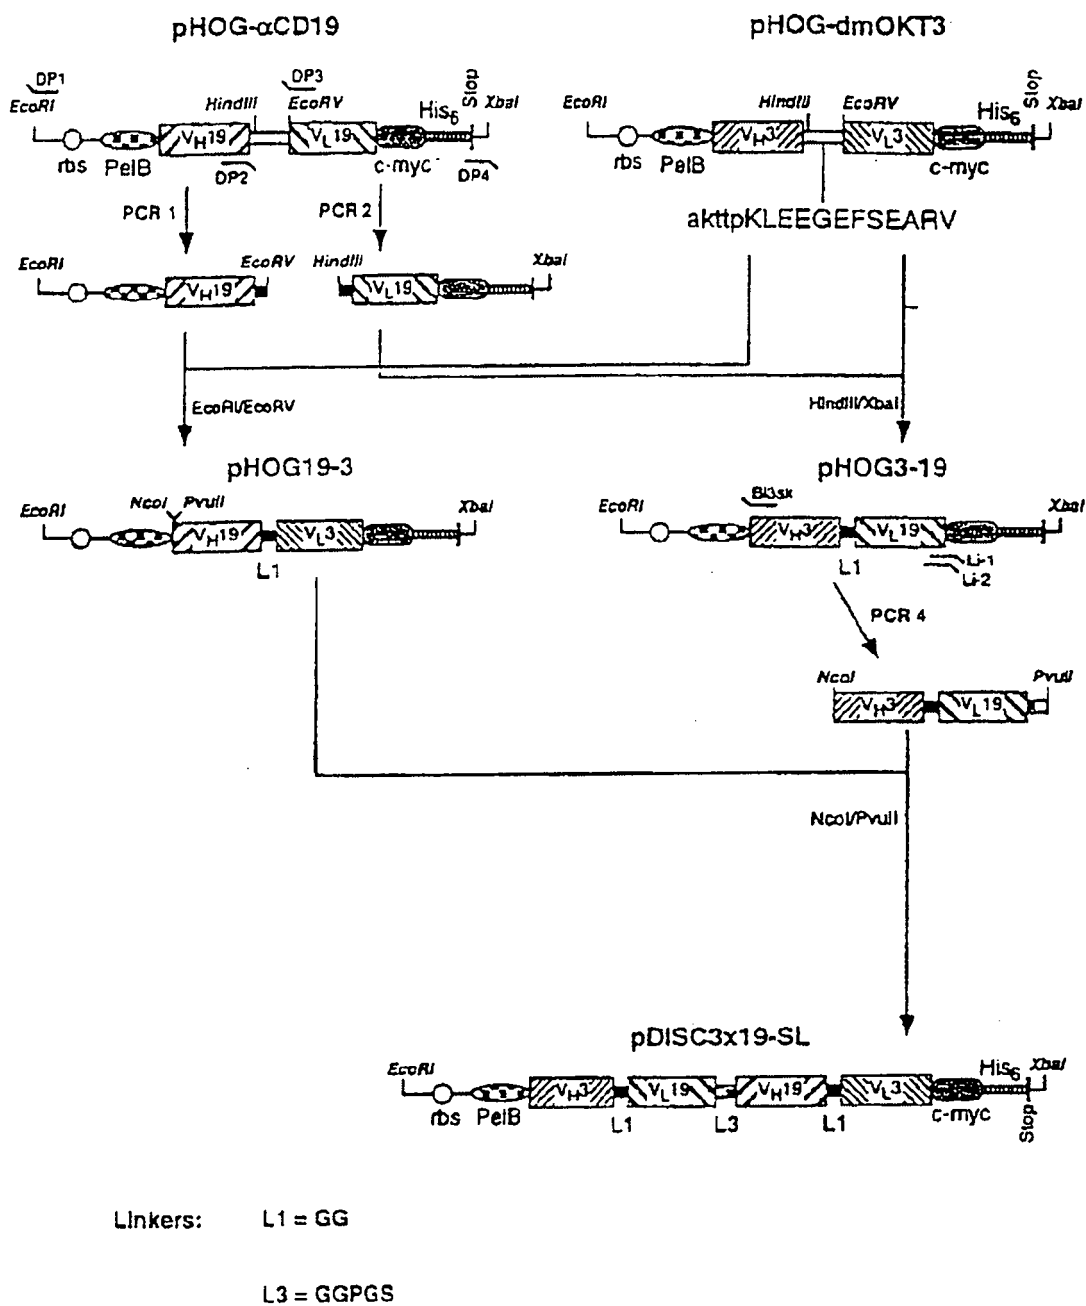 pHOG-αCD19
pHOG-dmOKT3
DP1
DP3
EcoRI
HindIII
EcoRV
His6
Stop
XbaI
VH19
VL19
rbs
PelB
DP2
c-myc
DP4
EcoRI
HindIII
EcoRV
His6
Stop
XbaI
VH3
VL3
rbs
PelB
c-myc
PCR 1
PCR 2
akttpKLEEGEFSEARV
EcoRI
EcoRV
HindIII
XbaI
VH19
VL19
EcoRI/EcoRV
HindIII/XbaI
pHOG19-3
pHOG3-19
EcoRI
NcoI
PvuII
XbaI
VH19
VL3
L1
EcoRI
Bi3sk
XbaI
VH3
VL19
L1
Li-1
Li-2
PCR 4
NcoI
PvuII
VH3
VL19
NcoI/PvuII
pDISC3x19-SL
EcoRI
His6
XbaI
VH3
VL19
VH19
VL3
rbs
PelB
L1
L3
L1
c-myc
Stop
Linkers: L1 = GG
L3 = GGPGS